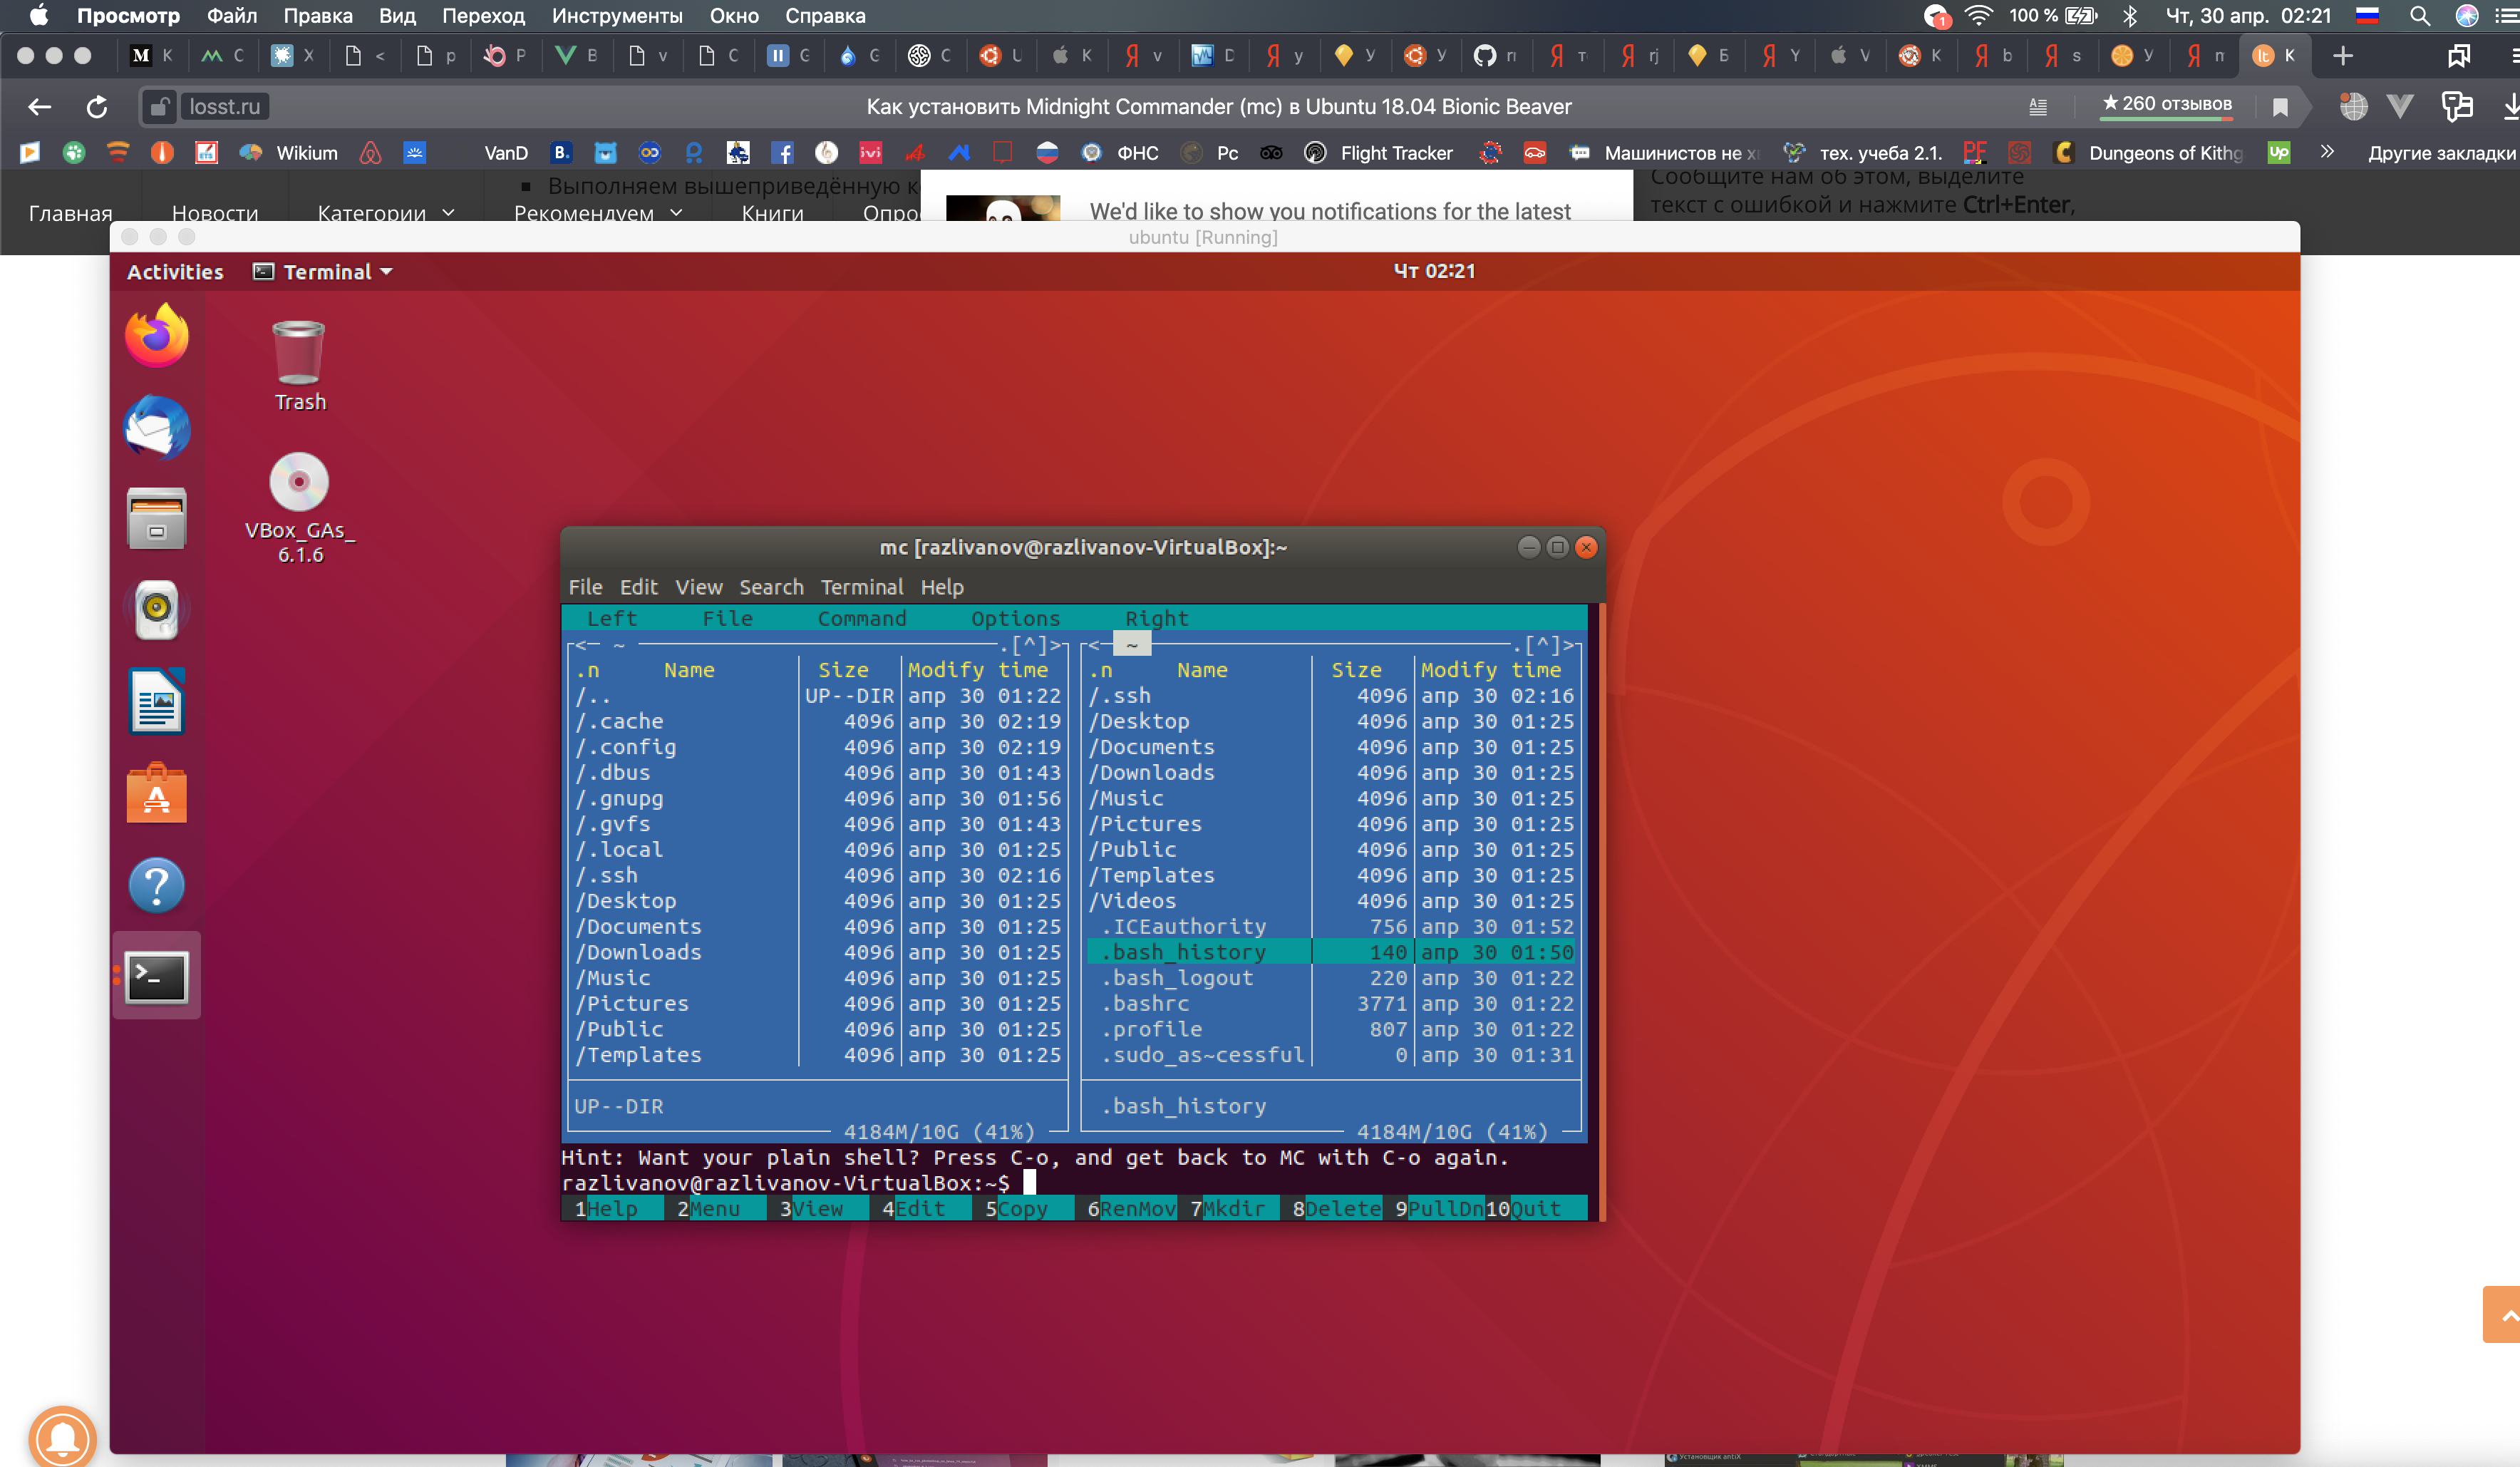 Просмотр Файл Правка Вид Переход Инструменты Окно Справка 1 100 % Чт, 30 апр. 02:21
M K C X < p P B v C G G C U K Я v D Я y У У Я Я rj Б Я Y V K Я b Я s У Я lt K
losst.ru Как установить Midnight Commander (mc) в Ubuntu 18.04 Bionic Beaver ★ 260 отзывов
Wikium VanD B. ivi ФНС Рс Flight Tracker Машинистов не тех. учеба 2.1. PF Dungeons of Kithg up » Другие закладки
Выполняем вышеприведённую к
Сообщите нам об этом, выделите
текст с ошибкой и нажмите Ctrl+Enter,
Главная Новости Категории Рекомендуем Книги Опро
We'd like to show you notifications for the latest
ubuntu [Running]
Activities Terminal Чт 02:21
Trash
VBox_GAs_
6.1.6
mc [razlivanov@razlivanov-VirtualBox]:~
File Edit View Search Terminal Help
Left File Command Options Right
<─ ~ .[^]> <─ ~ .[^]>
.n Name Size Modify time .n Name Size Modify time
/.. UP--DIR апр 30 01:22 /.ssh 4096 апр 30 02:16
/.cache 4096 апр 30 02:19 /Desktop 4096 апр 30 01:25
/.config 4096 апр 30 02:19 /Documents 4096 апр 30 01:25
/.dbus 4096 апр 30 01:43 /Downloads 4096 апр 30 01:25
/.gnupg 4096 апр 30 01:56 /Music 4096 апр 30 01:25
/.gvfs 4096 апр 30 01:43 /Pictures 4096 апр 30 01:25
/.local 4096 апр 30 01:25 /Public 4096 апр 30 01:25
/.ssh 4096 апр 30 02:16 /Templates 4096 апр 30 01:25
/Desktop 4096 апр 30 01:25 /Videos 4096 апр 30 01:25
/Documents 4096 апр 30 01:25 .ICEauthority 756 апр 30 01:52
/Downloads 4096 апр 30 01:25 .bash_history 140 апр 30 01:50
/Music 4096 апр 30 01:25 .bash_logout 220 апр 30 01:22
/Pictures 4096 апр 30 01:25 .bashrc 3771 апр 30 01:22
/Public 4096 апр 30 01:25 .profile 807 апр 30 01:22
/Templates 4096 апр 30 01:25 .sudo_as~cessful 0 апр 30 01:31
UP--DIR .bash_history
4184M/10G (41%) 4184M/10G (41%)
Hint: Want your plain shell? Press C-o, and get back to MC with C-o again.
razlivanov@razlivanov-VirtualBox:~$
1Help 2Menu 3View 4Edit 5Copy 6RenMov 7Mkdir 8Delete 9PullDn 10Quit
Установщик antiX